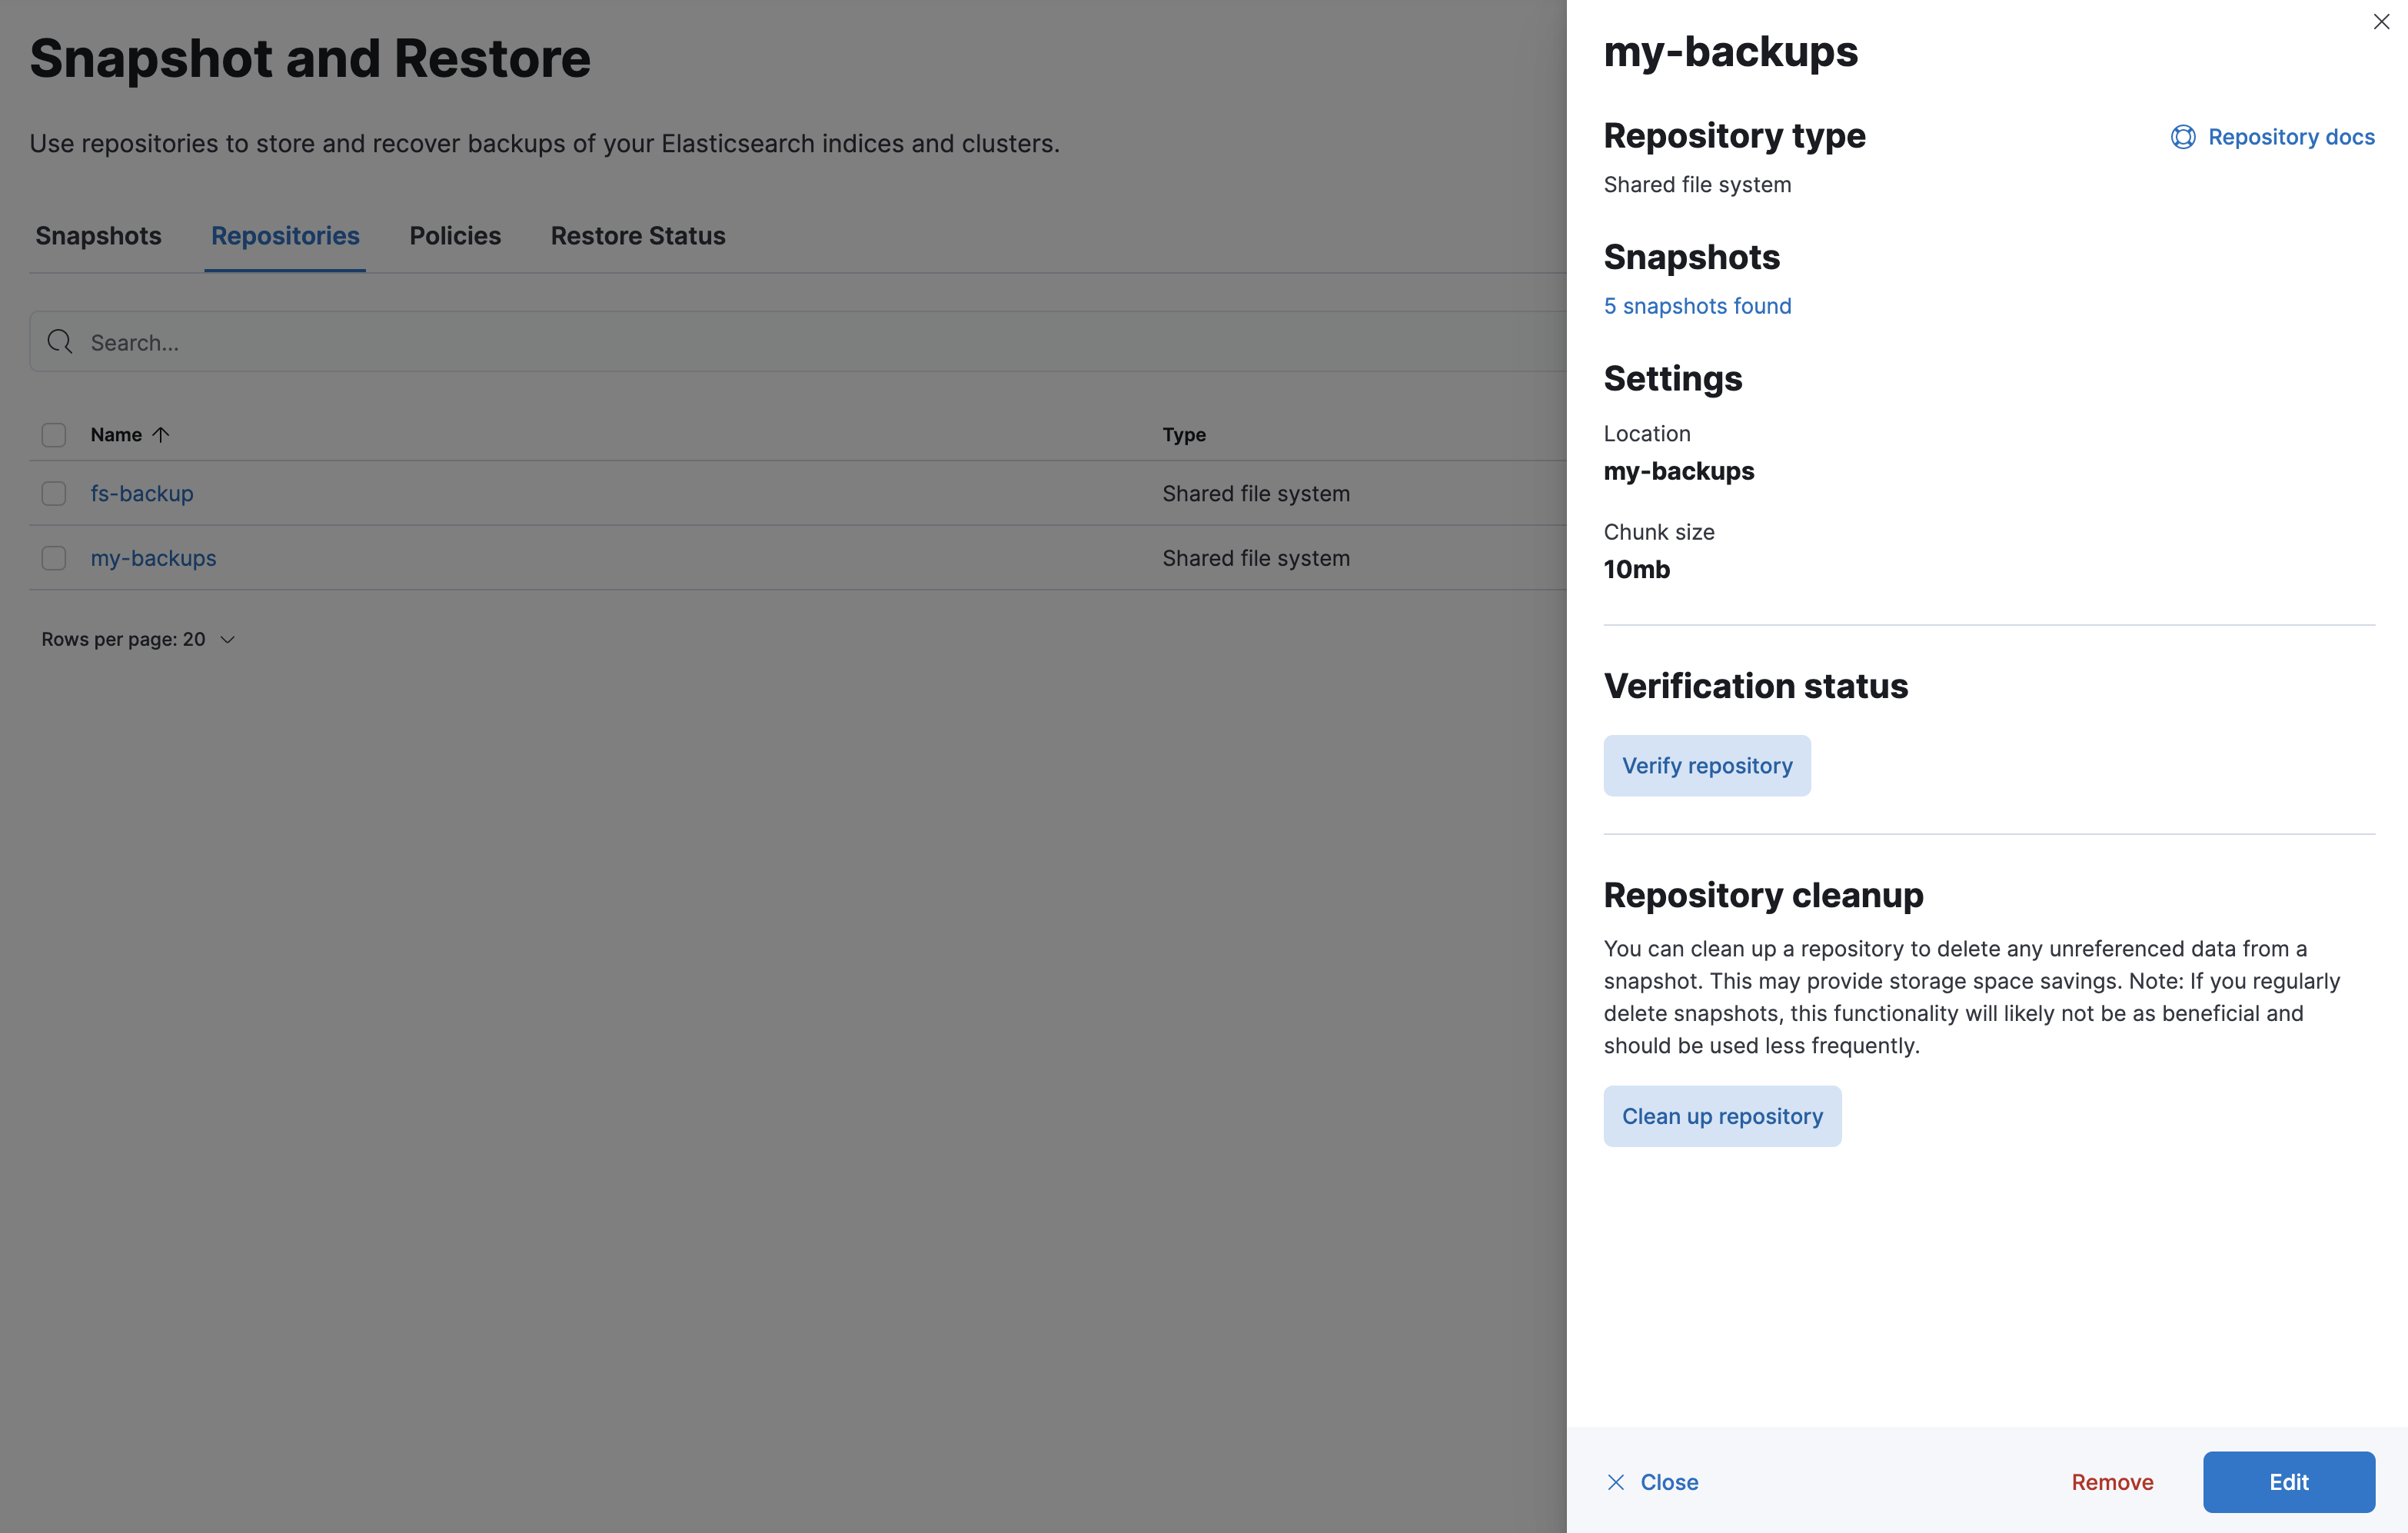 Snapshot and Restore
Use repositories to store and recover backups of your Elasticsearch indices and clusters.
Snapshots Repositories Policies Restore Status
Search...
Name Type
fs-backup Shared file system
my-backups Shared file system
Rows per page: 20
my-backups
Repository type Repository docs
Shared file system
Snapshots
5 snapshots found
Settings
Location
my-backups
Chunk size
10mb
Verification status
Verify repository
Repository cleanup
You can clean up a repository to delete any unreferenced data from a
snapshot. This may provide storage space savings. Note: If you regularly
delete snapshots, this functionality will likely not be as beneficial and
should be used less frequently.
Clean up repository
Close Remove Edit